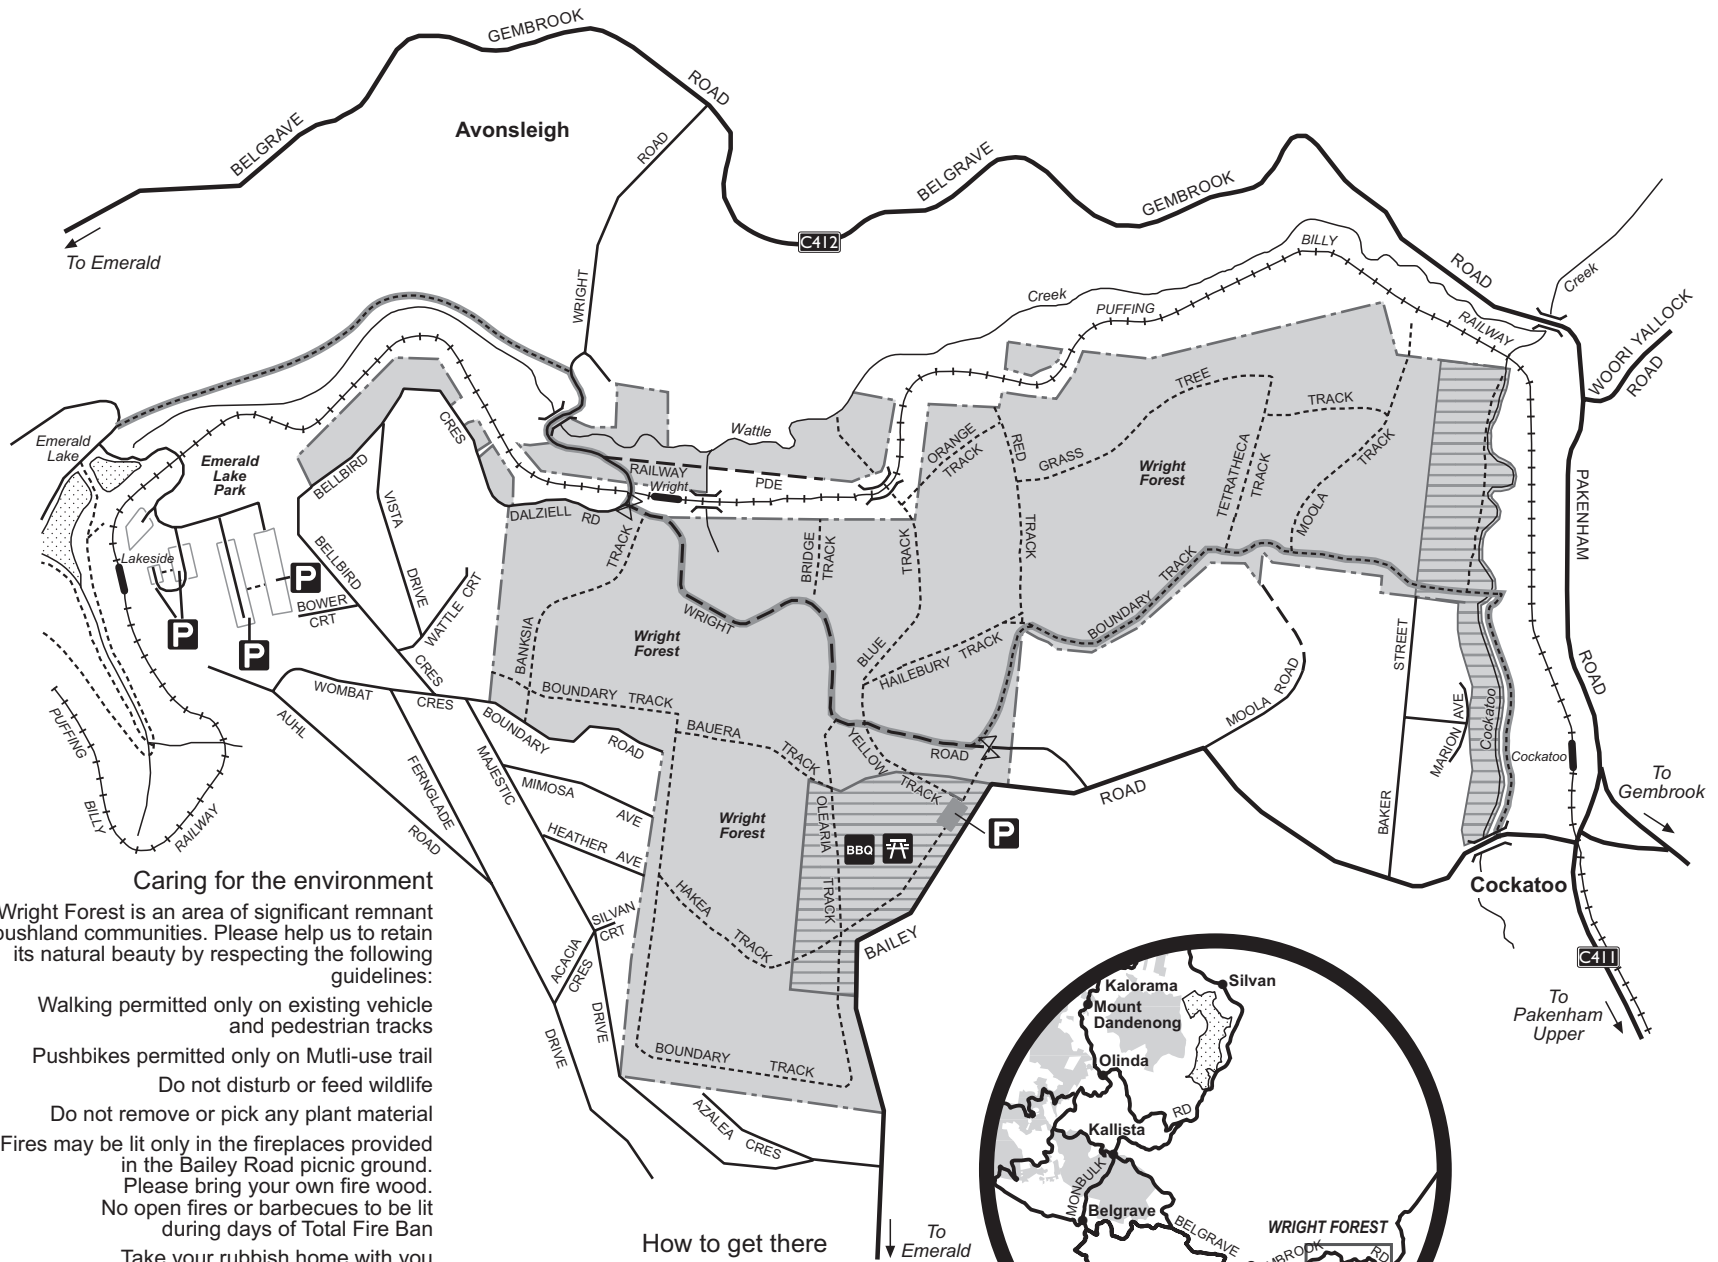 GEMBROOK
ROAD
BELGRAVE
Avonsleigh
ROAD
BELGRAVE
GEMBROOK
C412
To Emerald
WRIGHT
BILLY
ROAD
Creek
Creek
PUFFING
RAILWAY
WOORI YALLOCK
ROAD
TREE
TRACK
CRES
Wattle
ORANGE
TRACK
RED
GRASS
TETRATHECA
TRACK
TRACK
MOOLA
Wright
Forest
Emerald
Lake
Emerald
Lake
Park
BELLBIRD
VISTA
RAILWAY
PDE
Wright
DALZIELL RD
PAKENHAM
Lakeside
BELLBIRD
P
P
P
BOWER
CRT
DRIVE
WATTLE CRT
TRACK
BRIDGE
TRACK
TRACK
TRACK
TRACK
BOUNDARY
WRIGHT
Wright
Forest
BANKSIA
BLUE
HAILEBURY TRACK
STREET
ROAD
CRES
WOMBAT
CRES
BOUNDARY TRACK
AUHL
BOUNDARY
ROAD
BAUERA
TRACK
YELLOW
TRACK
ROAD
MOOLA ROAD
MARION AVE
Cockatoo
Cockatoo
PUFFING
BILLY
RAILWAY
FERNGLADE
MAJESTIC
MIMOSA
AVE
ROAD
HEATHER AVE
Wright
Forest
OLEARIA
TRACK
BBQ
P
ROAD
BAKER
To
Gembrook
Cockatoo
HAKEA
TRACK
SILVAN
CRT
ACACIA
CRES
BAILEY
C411
To
Pakenham
Upper
DRIVE
DRIVE
BOUNDARY
TRACK
AZALEA
CRES
To
Emerald
Caring for the environment
Wright Forest is an area of significant remnant
bushland communities. Please help us to retain
its natural beauty by respecting the following
guidelines:
Walking permitted only on existing vehicle
and pedestrian tracks
Pushbikes permitted only on Mutli-use trail
Do not disturb or feed wildlife
Do not remove or pick any plant material
Fires may be lit only in the fireplaces provided
in the Bailey Road picnic ground.
Please bring your own fire wood.
No open fires or barbecues to be lit
during days of Total Fire Ban
Take your rubbish home with you
How to get there
Kalorama
Silvan
Mount
Dandenong
Olinda
RD
Kallista
MONBULK
Belgrave
BELGRAVE
WRIGHT FOREST
RD